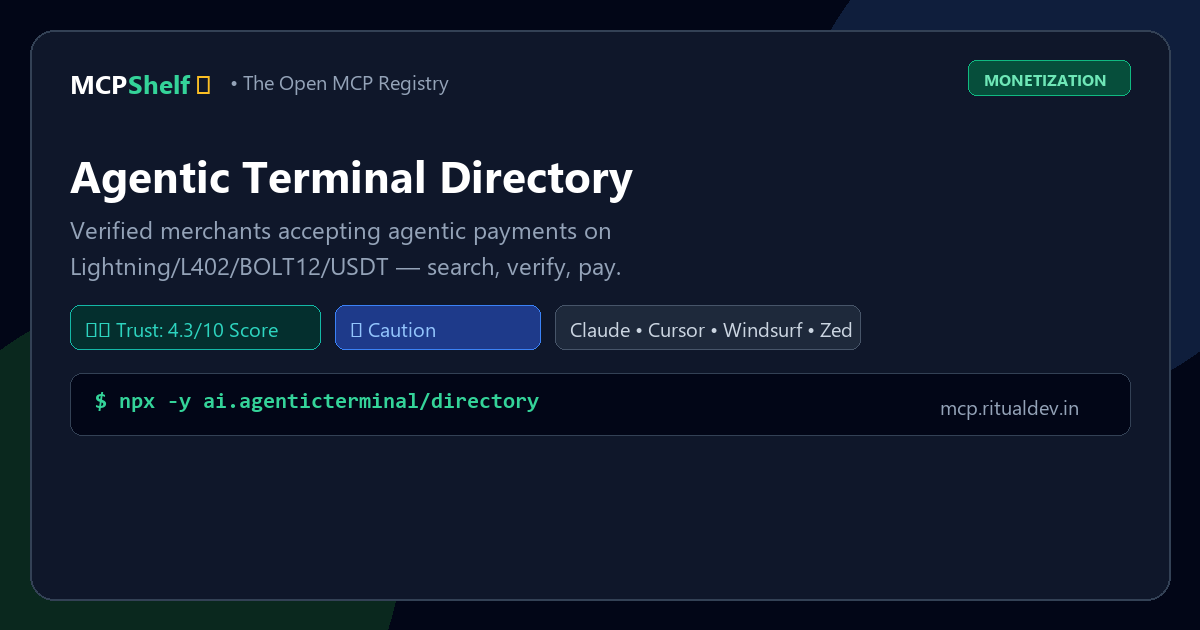 MCPShelf • The Open MCP Registry
MONETIZATION
Agentic Terminal Directory
Verified merchants accepting agentic payments on
Lightning/L402/BOLT12/USDT — search, verify, pay.
Trust: 4.3/10 Score
Caution
Claude • Cursor • Windsurf • Zed
$ npx -y ai.agenticterminal/directory
mcp.ritualdev.in